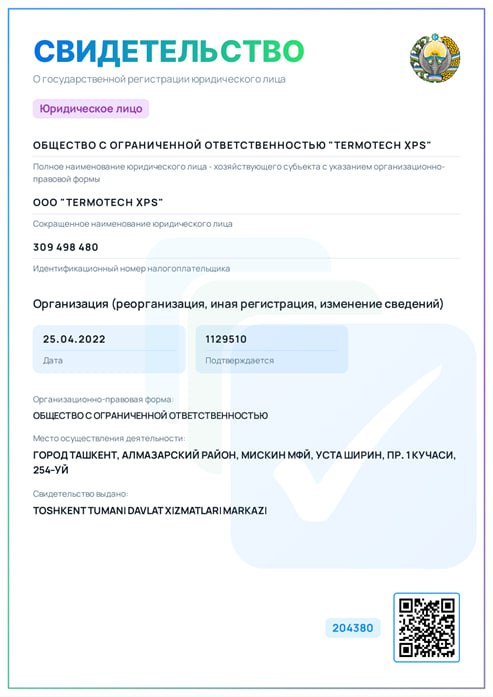 СВИДЕТЕЛЬСТВО
О государственной регистрации юридического лица
Юридическое лицо
ОБЩЕСТВО С ОГРАНИЧЕННОЙ ОТВЕТСТВЕННОСТЬЮ "TERMOTECH XPS"
Полное наименование юридического лица - хозяйствующего субъекта с указанием организационно-
правовой формы
ООО "TERMOTECH XPS"
Сокращенное наименование юридического лица
309 498 480
Идентификационный номер налогоплательщика
Организация (реорганизация, иная регистрация, изменение сведений)
25.04.2022
Дата
1129510
Подтверждается
Организационно-правовая форма:
ОБЩЕСТВО С ОГРАНИЧЕННОЙ ОТВЕТСТВЕННОСТЬЮ
Место осуществления деятельности:
ГОРОД ТАШКЕНТ, АЛМАЗАРСКИЙ РАЙОН, МИСКИН МФЙ, УСТА ШИРИН, ПР. 1 КУЧАСИ,
254-УЙ
Свидетельство выдано:
TOSHKENT TUMANI DAVLAT XIZMATLARI MARKAZI
204380